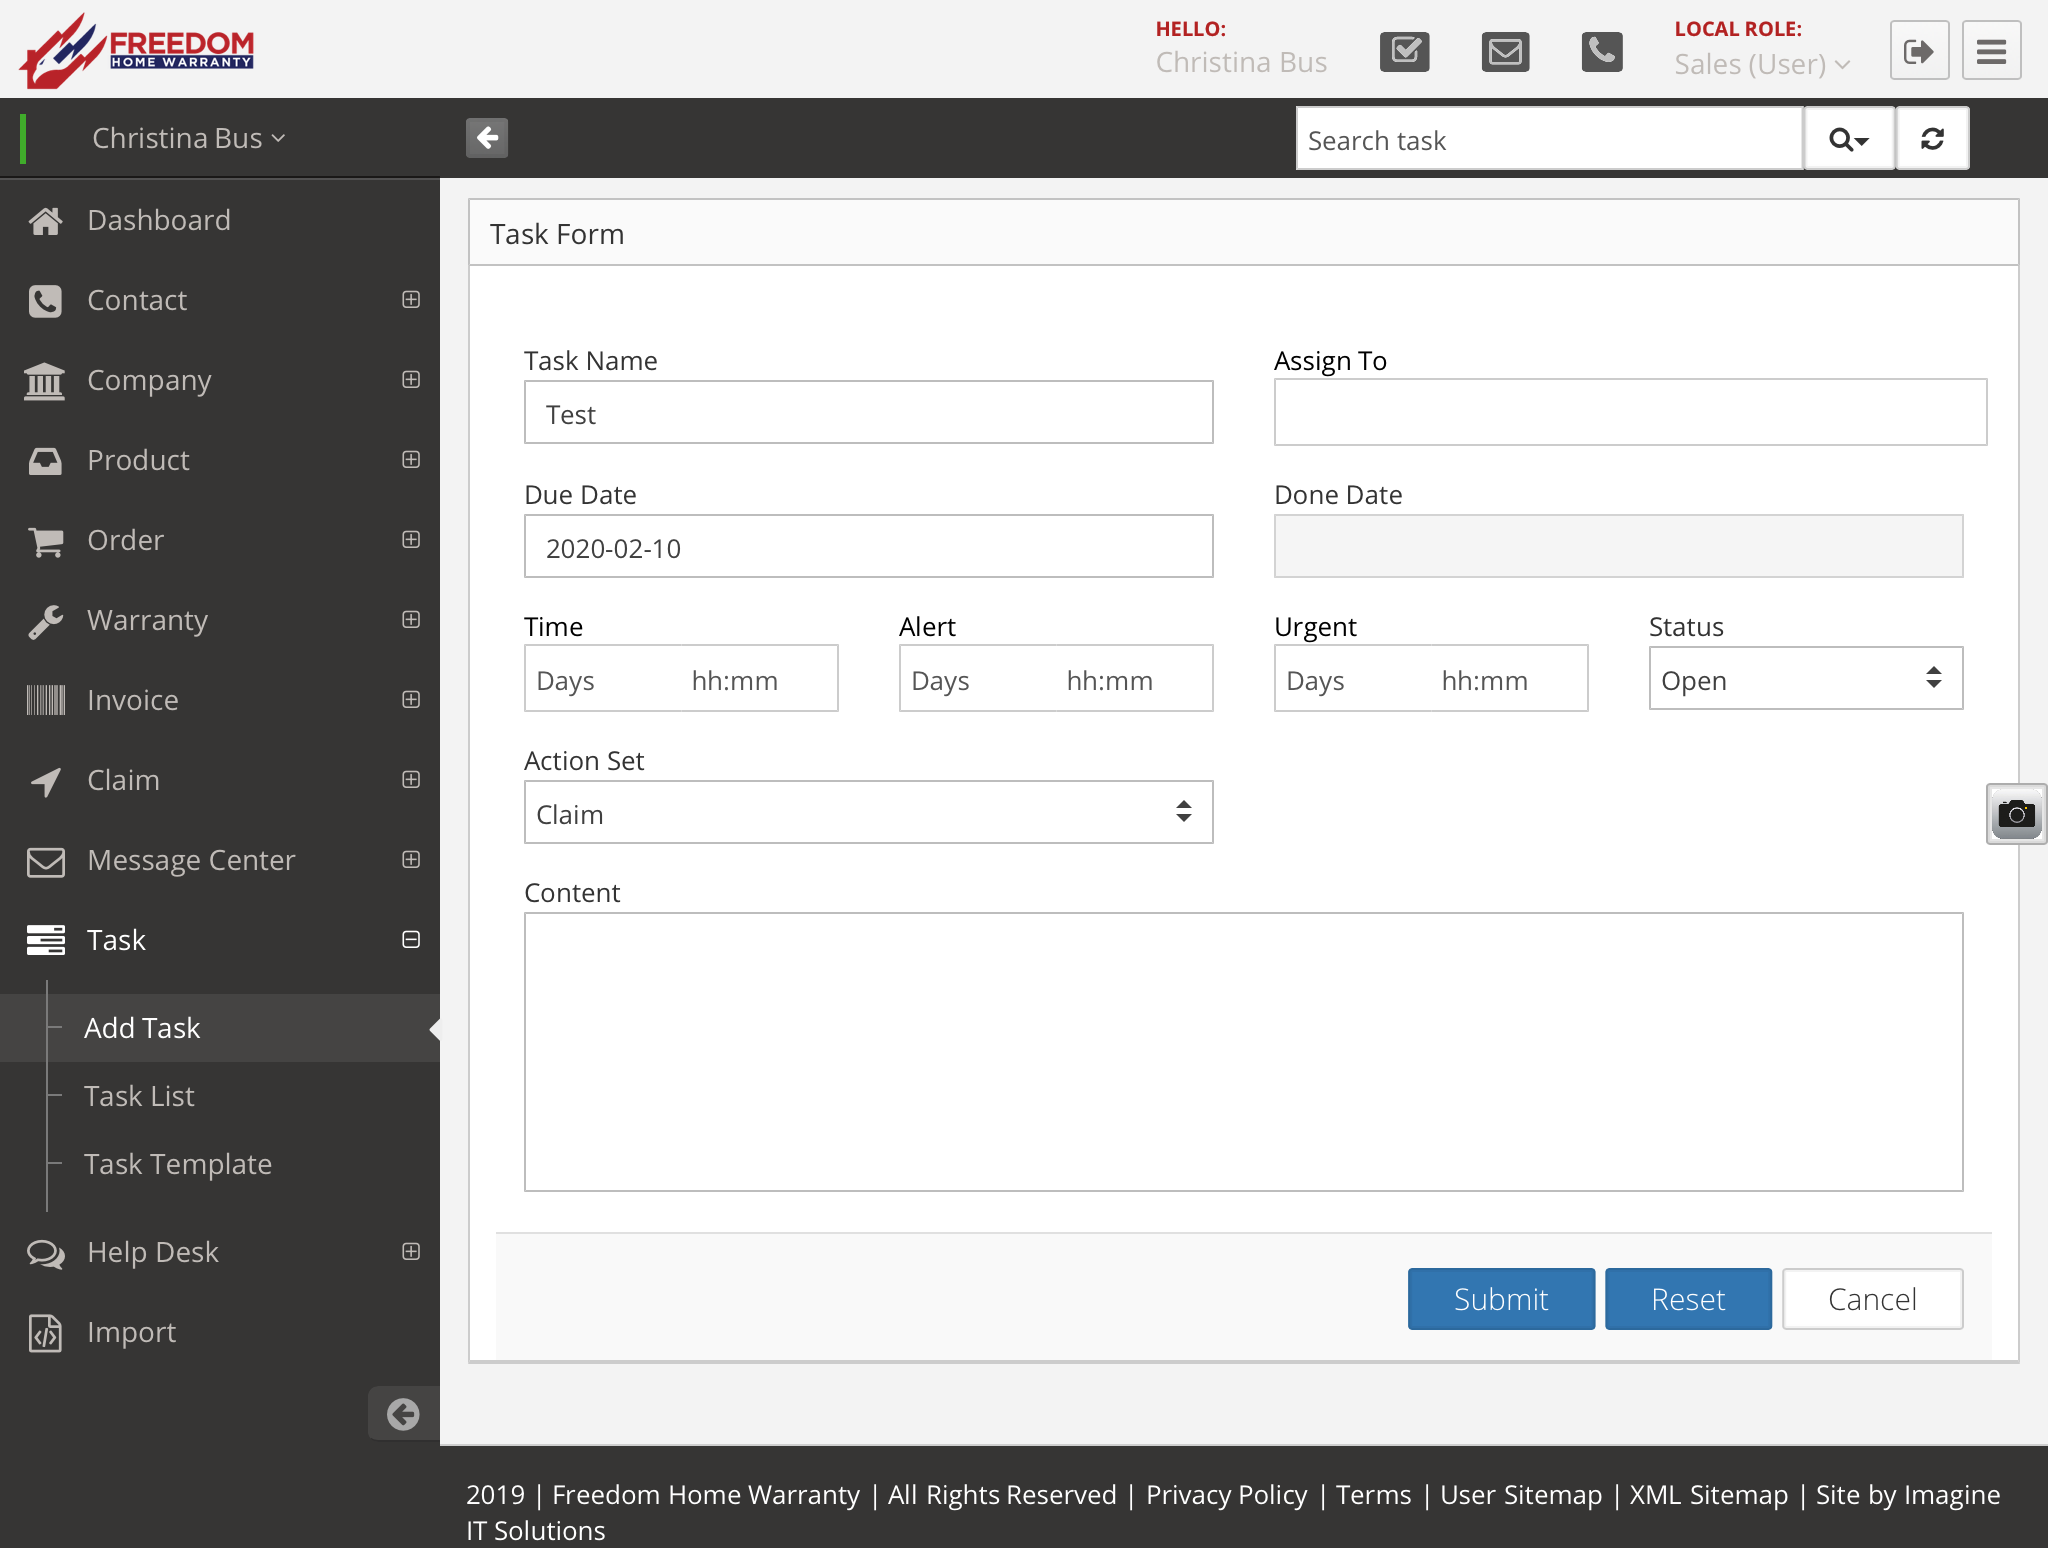 FREEDOM
HOME WARRANTY
HELLO:
Christina Bus
LOCAL ROLE:
Sales (User)
Christina Bus
Search task
Dashboard
Contact
Company
Product
Order
Warranty
Invoice
Claim
Message Center
Task
Add Task
Task List
Task Template
Help Desk
Import
Task Form
Task Name
Assign To
Test
Due Date
Done Date
2020-02-10
Time
Alert
Urgent
Status
Days hh:mm
Days hh:mm
Days hh:mm
Open
Action Set
Claim
Content
Submit
Reset
Cancel
2019 | Freedom Home Warranty | All Rights Reserved | Privacy Policy | Terms | User Sitemap | XML Sitemap | Site by Imagine
IT Solutions